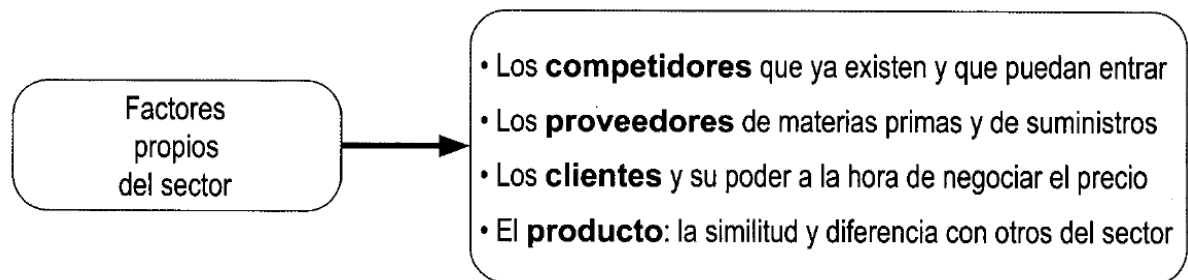 Factores
propios
del sector
• Los competidores que ya existen y que puedan entrar
• Los proveedores de materias primas y de suministros
• Los clientes y su poder a la hora de negociar el precio
• El producto: la similitud y diferencia con otros del sector